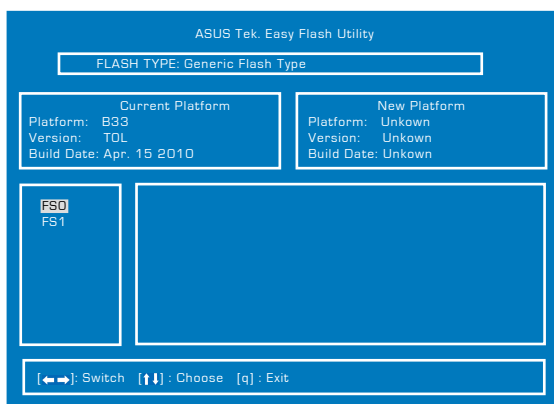 ASUS Tek. Easy Flash Utility
FLASH TYPE: Generic Flash Type
Current Platform
Platform: B33
Version: T0L
Build Date: Apr. 15 2010
New Platform
Platform: Unkown
Version: Unkown
Build Date: Unkown
FS0
FS1
[←→]: Switch [↑↓] : Choose [q] : Exit